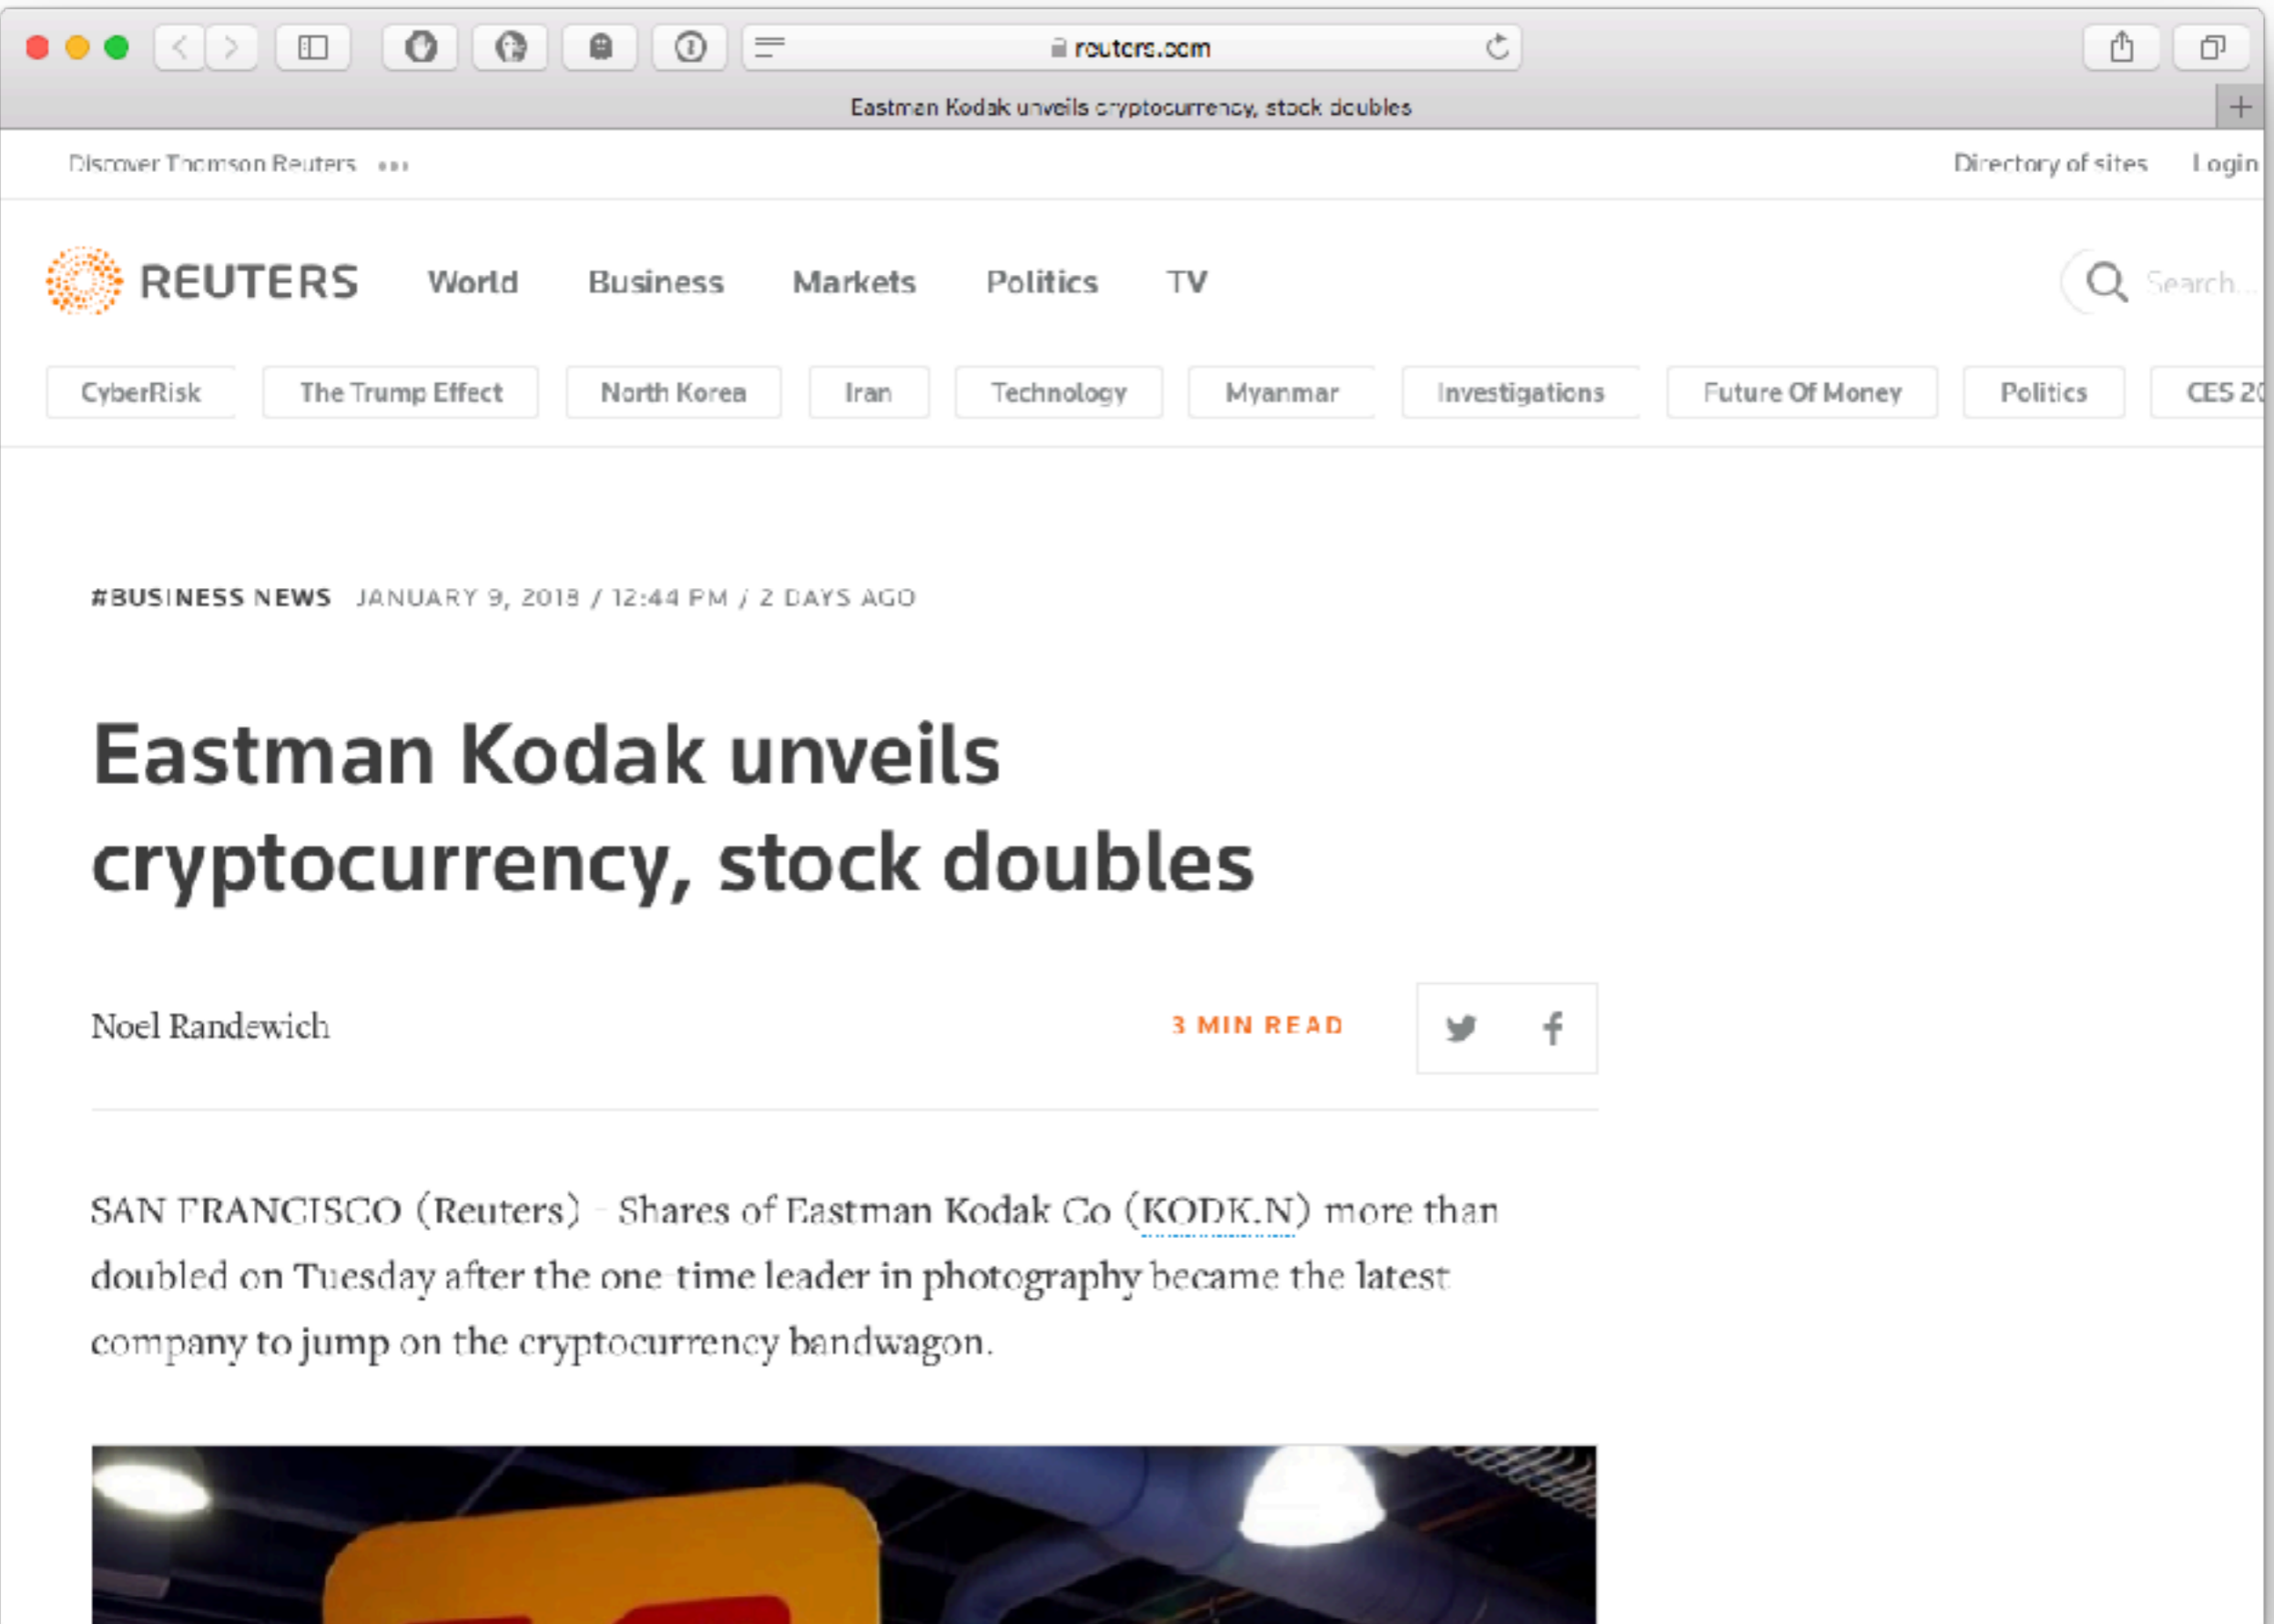 reuters.com
Eastman Kodak unveils cryptocurrency, stock doubles
Discover Thomson Reuters
Directory of sites Login
REUTERS World Business Markets Politics TV Search...
CyberRisk The Trump Effect North Korea Iran Technology Myanmar Investigations Future Of Money Politics CES 20
#BUSINESS NEWS JANUARY 9, 2018 / 12:44 PM / 2 DAYS AGO
Eastman Kodak unveils
cryptocurrency, stock doubles
Noel Randewich 3 MIN READ
SAN FRANCISCO (Reuters) - Shares of Eastman Kodak Co (KODK.N) more than
doubled on Tuesday after the one-time leader in photography became the latest
company to jump on the cryptocurrency bandwagon.